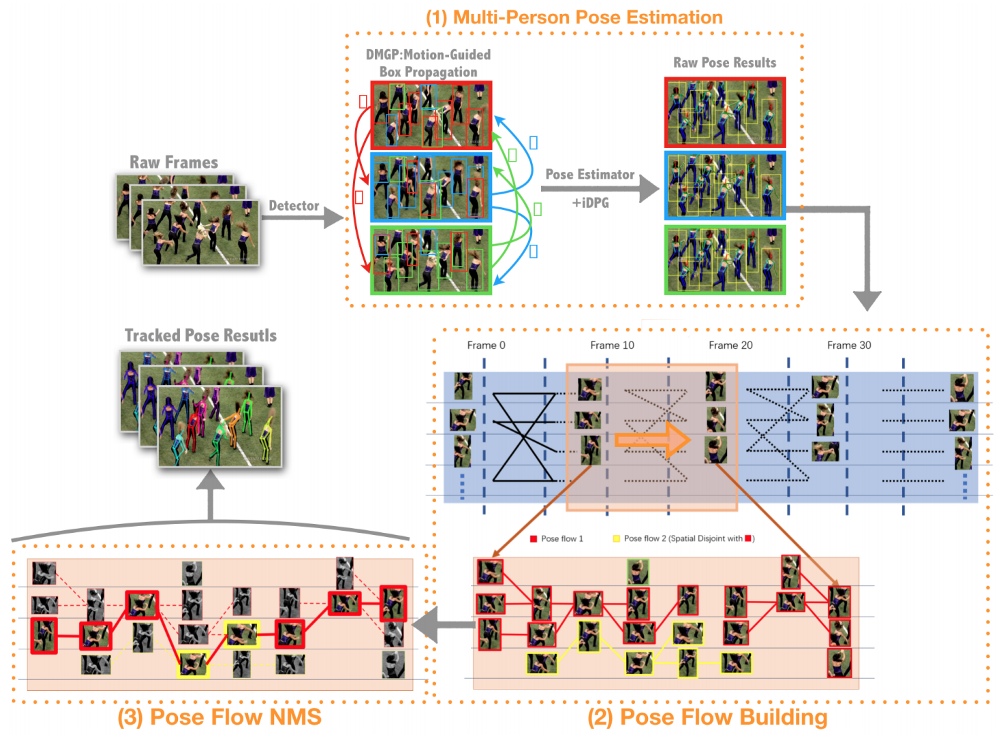 (1) Multi-Person Pose Estimation
DMGP:Motion-Guided
Box Propagation
Raw Pose Results
Raw Frames
Detector
Pose Estimator
+iDPG
Tracked Pose Resutls
Frame 0
Frame 10
Frame 20
Frame 30
Pose flow 1
Pose flow 2 (Spatial Disjoint with )
(3) Pose Flow NMS
(2) Pose Flow Building